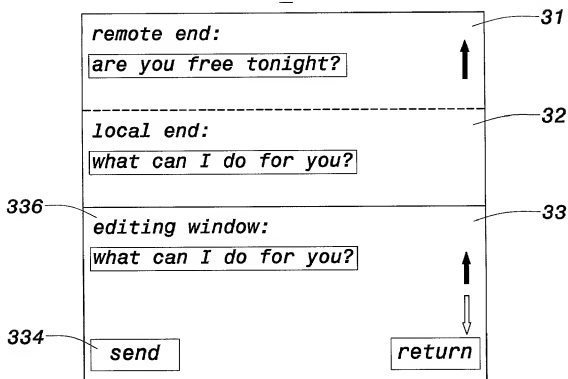 31
remote end:
are you free tonight?
32
local end:
what can I do for you?
336
33
editing window:
what can I do for you?
334
send
return